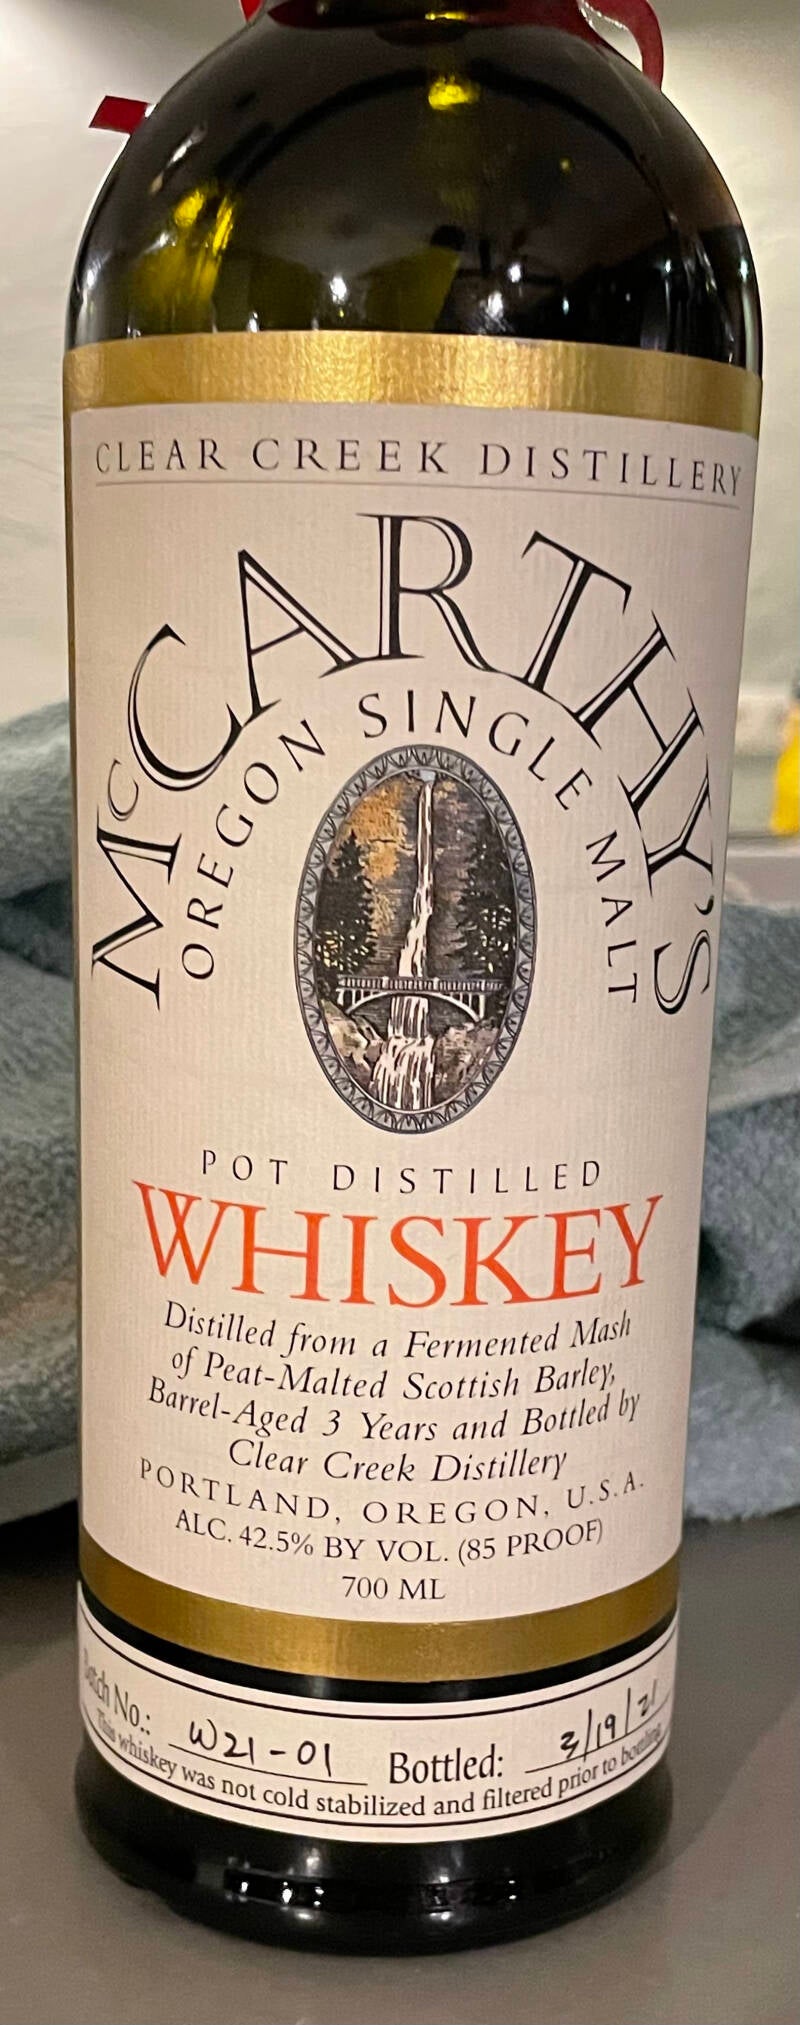 CLEAR CREEK DISTILLERY
McCARTHY'S
OREGON SINGLE MALT
POT DISTILLED
WHISKEY
Distilled from a Fermented Mash
of Peat-Malted Scottish Barley,
Barrel-Aged 3 Years and Bottled by
Clear Creek Distillery
PORTLAND, OREGON, U.S.A.
ALC. 42.5% BY VOL. (85 PROOF)
700 ML
Batch No.: W21-01 Bottled: 3/19/21
This whiskey was not cold stabilized and filtered prior to bottling